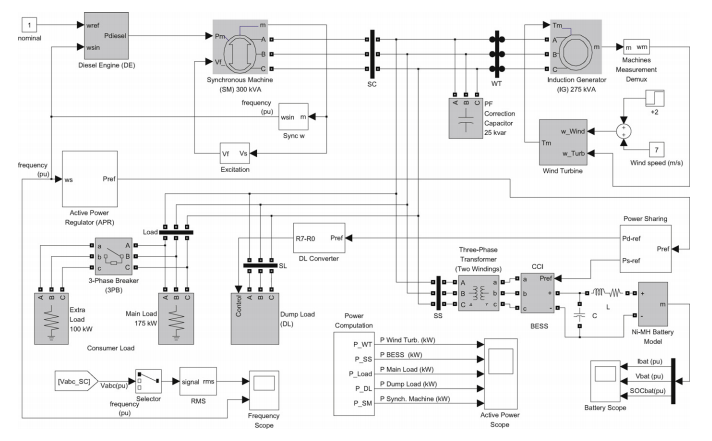 1
nominal
wref
wsin
Pdiesel
Diesel Engine (DE)
Pm
Vf
m
A
B
C
Synchronous Machine
(SM) 300 kVA
SC
WT
Tm
A
B
C
m
Induction Generator
(IG) 275 kVA
m wm
Machines
Measurement
Demux
A B C
PF
Correction
Capacitor
25 kvar
+2
7
Wind speed (m/s)
Tm
w_Wind
w_Turb
Wind Turbine
frequency
(pu)
wsin m
Sync w
Vf Vs
Excitation
frequency
(pu)
ws
Pref
Active Power
Regulator (APR)
Load
a
b
c
A
B
C
3-Phase Breaker
(3PB)
A B C
Extra
Load
100 kW
A B C
Main Load
175 kW
Consumer Load
R7-R0 Pref
DL Converter
SL
Control
A B C
Dump Load
(DL)
SS
Three-Phase
Transformer
(Two Windings)
A
B
C
a
b
c
CCI
Pref
a
b
c
+
-
BESS
L
C
+
-
m
Ni-MH Battery
Model
Power Sharing
Pd-ref
Ps-ref
Pref
Power
Computation
P_WT
P_SS
P_Load
P_DL
P_SM
P Wind Turb. (kW)
P BESS (kW)
P Main Load (kW)
P Dump Load (kW)
P Synch. Machine (kW)
Active Power
Scope
Ibat (pu)
Vbat (pu)
SOCbat(pu)
Battery Scope
[Vabc_SC]
Vabc(pu)
Selector
signal rms
RMS
frequency
(pu)
Frequency
Scope